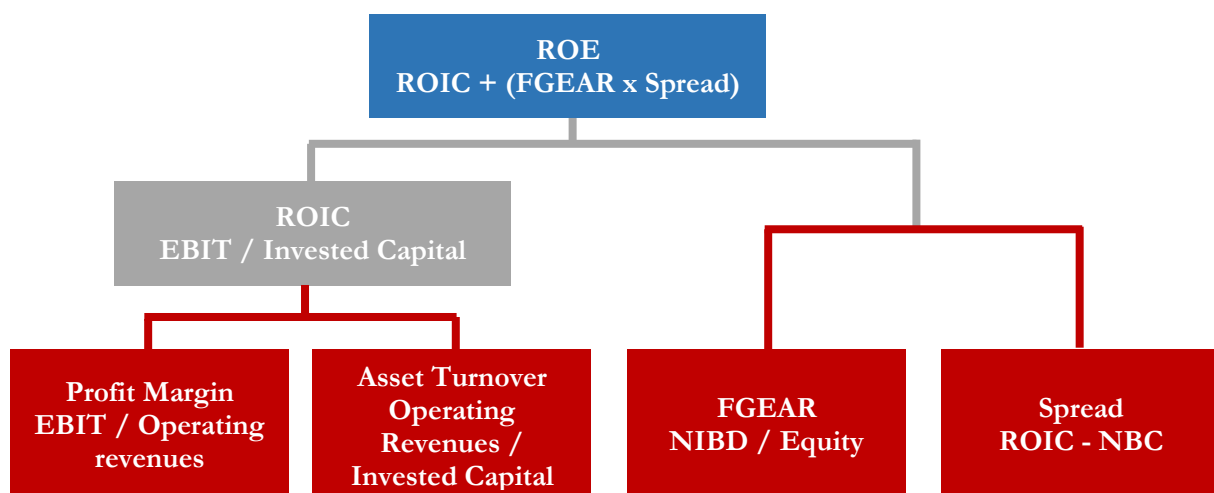 ROE
ROIC + (FGEAR x Spread)
ROIC
EBIT / Invested Capital
Profit Margin
EBIT / Operating
revenues
Asset Turnover
Operating
Revenues /
Invested Capital
FGEAR
NIBD / Equity
Spread
ROIC - NBC